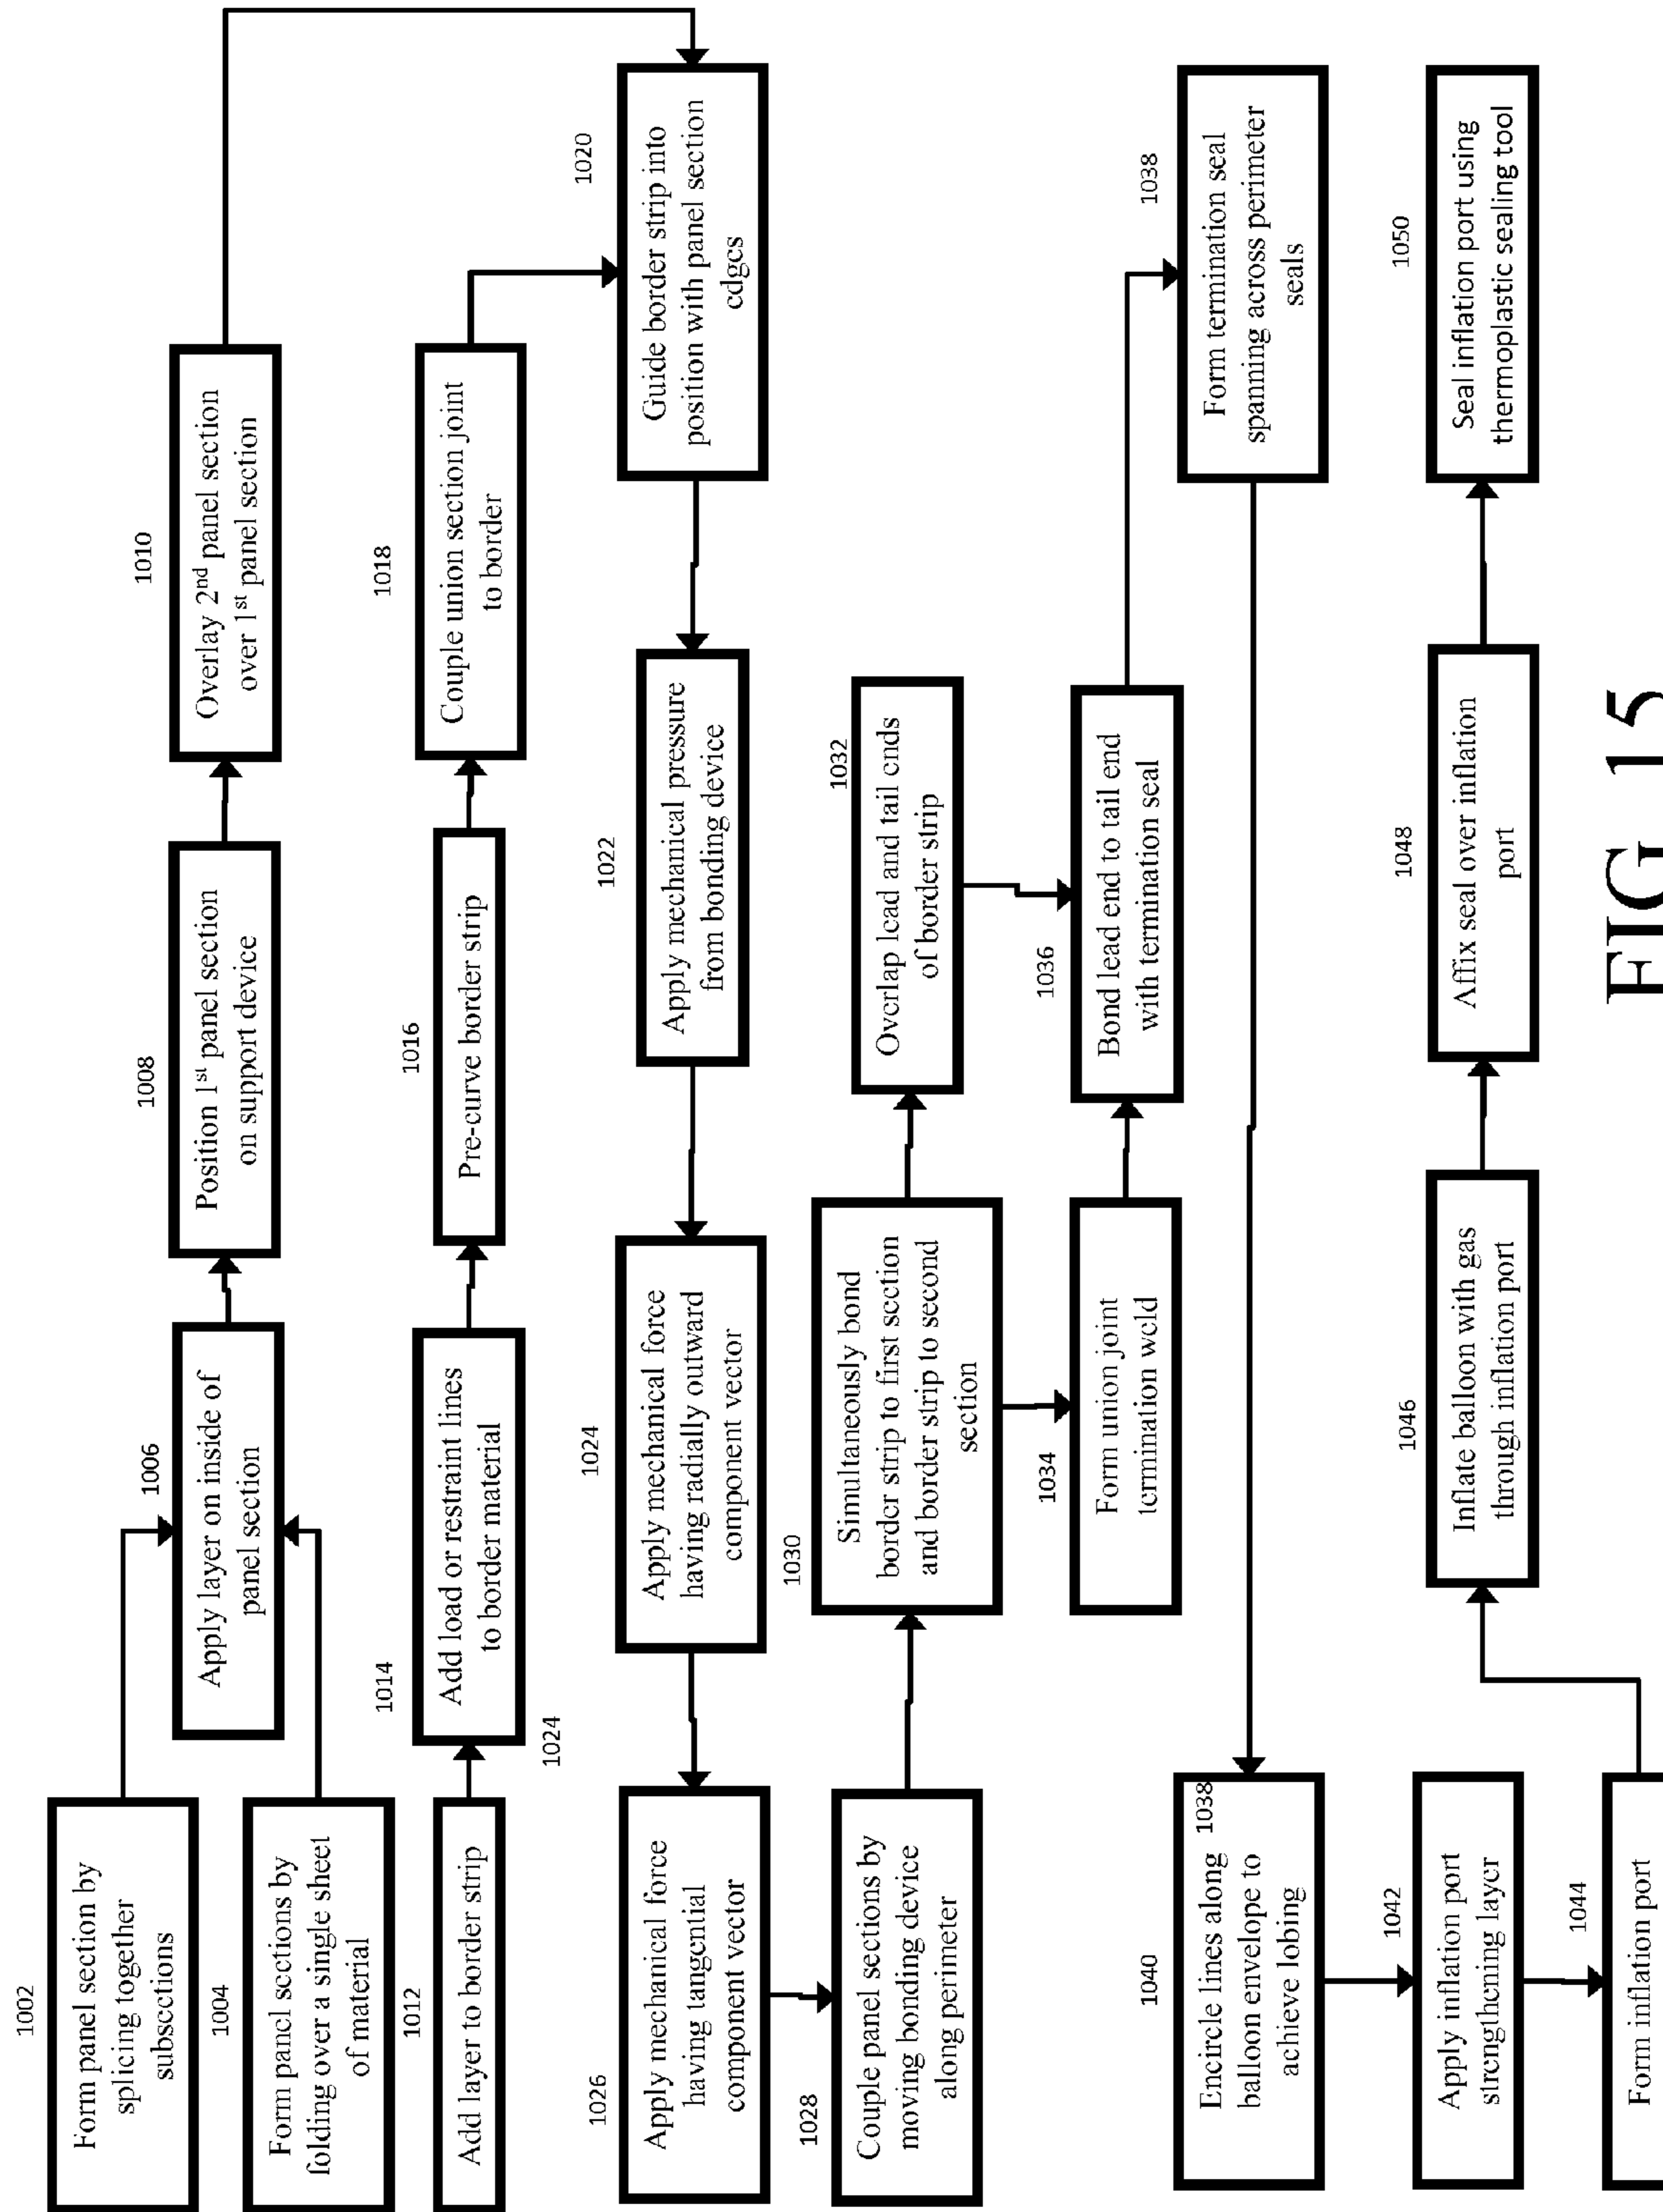 1002
Form panel section by
splicing together
subsections
1004
Form panel sections by
folding over a single sheet
of material
1006
Apply layer on inside of
panel section
1008
Position 1st panel section
on support device
1010
Overlay 2nd panel section
over 1st panel section
1012
Add layer to border strip
1014
Add load or restraint lines
to border material
1024
1016
Pre-curve border strip
1018
Couple union section joint
to border
1020
Guide border strip into
position with panel section
edges
1022
Apply mechanical pressure
from bonding device
1024
Apply mechanical force
having radially outward
component vector
1026
Apply mechanical force
having tangential
component vector
1028
Couple panel sections by
moving bonding device
along perimeter
1030
Simultaneously bond
border strip to first section
and border strip to second
section
1032
Overlap lead and tail ends
of border strip
1034
Form union joint
termination weld
1036
Bond lead end to tail end
with termination seal
1038
Form termination seal
spanning across perimeter
seals
1040
1038
Encircle lines along
balloon envelope to
achieve lobing
1042
Apply inflation port
strengthening layer
1044
Form inflation port
1046
Inflate balloon with gas
through inflation port
1048
Affix seal over inflation
port
1050
Seal inflation port using
thermoplastic sealing tool
FIG 15